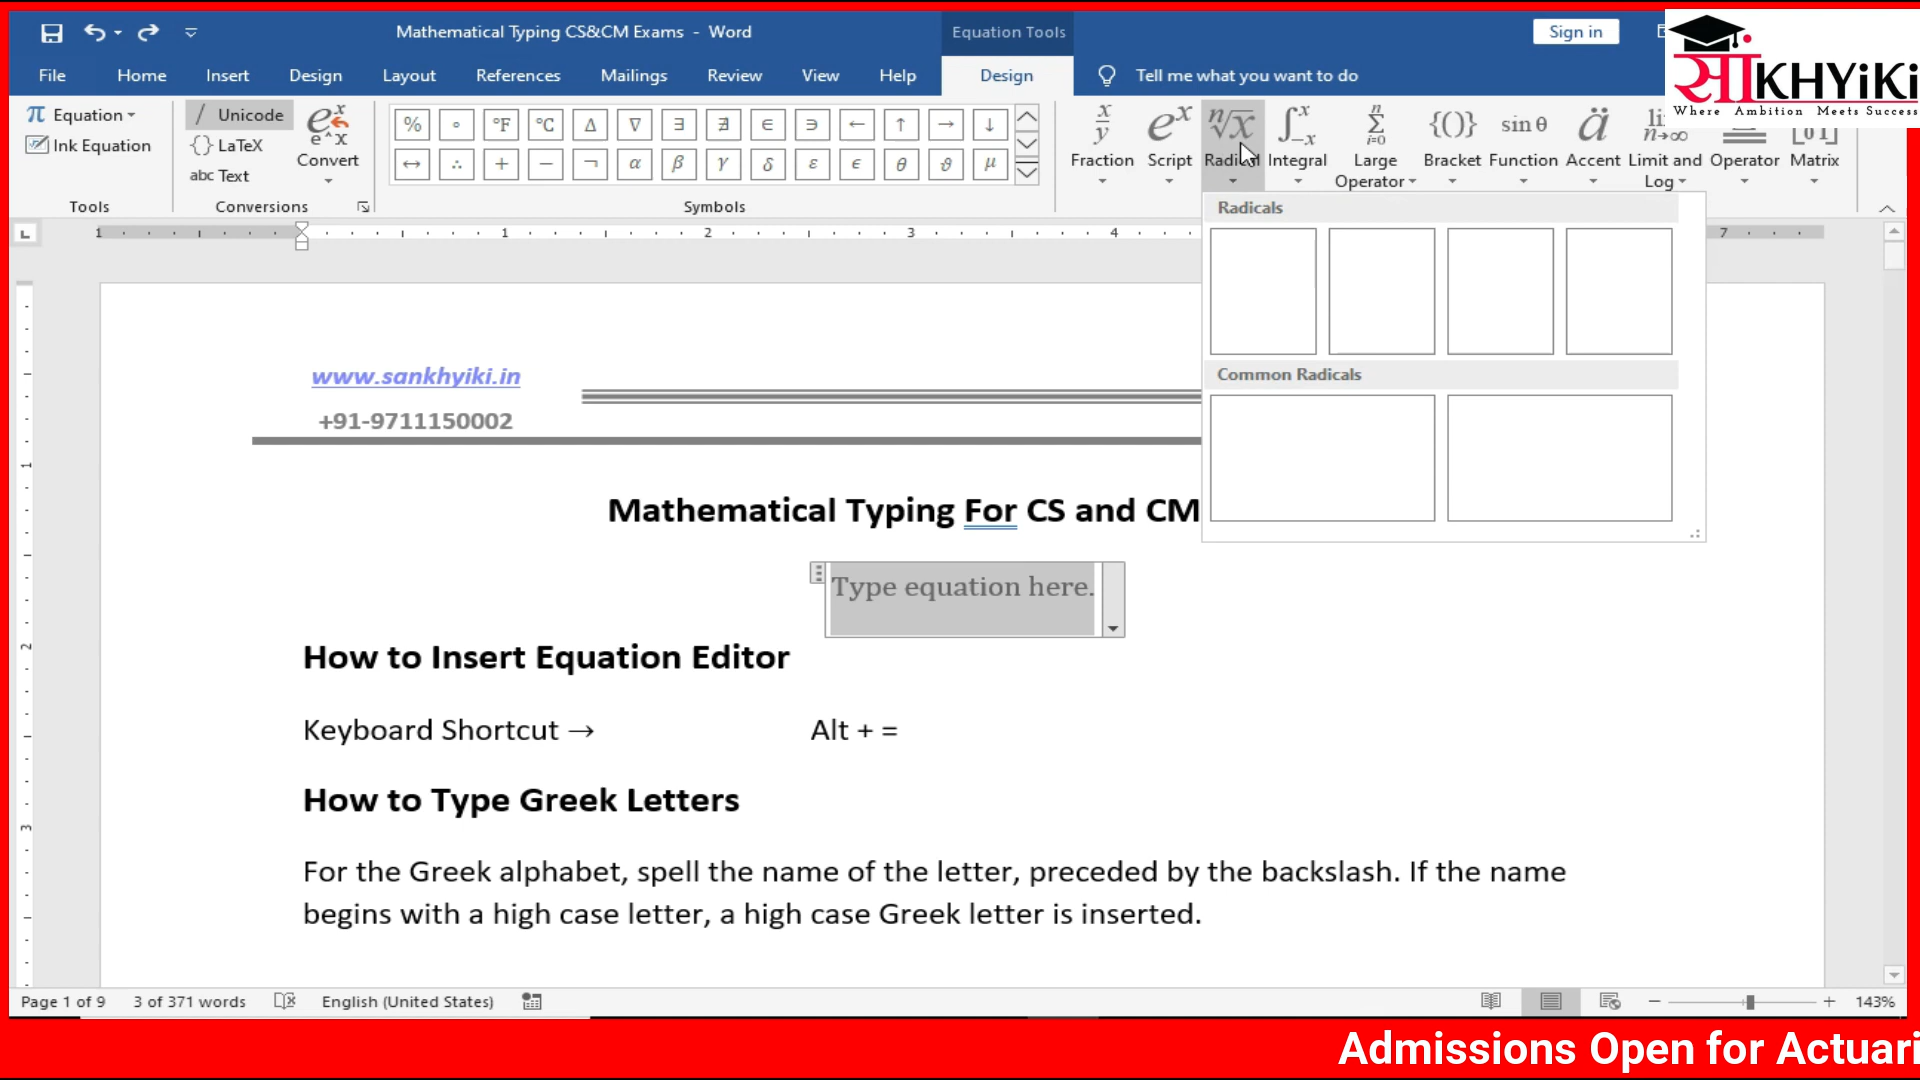 Mathematical Typing CS&CM Exams - Word
Equation Tools
Sign in
File Home Insert Design Layout References Mailings Review View Help Design Tell me what you want to do
साKHYiKi
Where Ambition Meets Success
π Equation
Ink Equation
Tools
/ Unicode
{} LaTeX
abc Text
Convert
Conversions
% ∘ °F °C ∆ ∇ ∃ ∄ ∈ ∋ ← ↑ → ↓
↔ ∴ + − ¬ α β γ δ ε ϵ θ ϑ μ
Symbols
Fraction Script Radical Integral Large Operator Bracket Function Accent Limit and Log Operator Matrix
Radicals
Common Radicals
1 1 2 3 4 7
www.sankhyiki.in
+91-9711150002
Mathematical Typing For CS and CM
Type equation here.
How to Insert Equation Editor
Keyboard Shortcut → Alt + =
How to Type Greek Letters
For the Greek alphabet, spell the name of the letter, preceded by the backslash. If the name
begins with a high case letter, a high case Greek letter is inserted.
Page 1 of 9 3 of 371 words English (United States) 143%
Admissions Open for Actuari